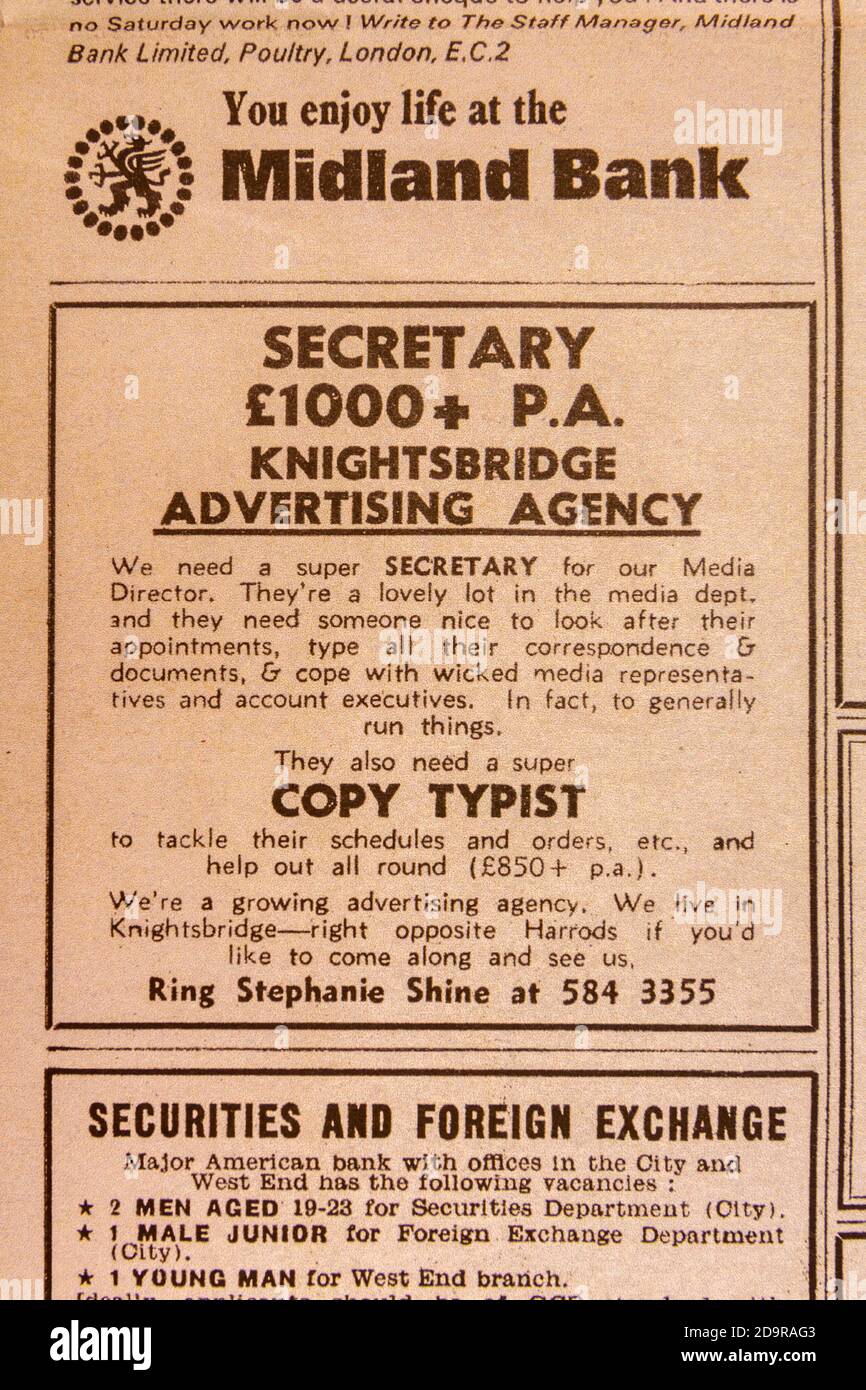 no Saturday work now ! Write to The Staff Manager, Midland
Bank Limited, Poultry, London, E.C.2
You enjoy life at the
Midland Bank
SECRETARY
£1000+ P.A.
KNIGHTSBRIDGE
ADVERTISING AGENCY
We need a super SECRETARY for our Media
Director. They're a lovely lot in the media dept.
and they need someone nice to look after their
appointments, type all their correspondence &
documents, & cope with wicked media representa-
tives and account executives. In fact, to generally
run things.
They also need a super
COPY TYPIST
to tackle their schedules and orders, etc., and
help out all round (£850+ p.a.).
We're a growing advertising agency. We live in
Knightsbridge—right opposite Harrods if you'd
like to come along and see us.
Ring Stephanie Shine at 584 3355
SECURITIES AND FOREIGN EXCHANGE
Major American bank with offices in the City and
West End has the following vacancies :
★ 2 MEN AGED 19-23 for Securities Department (City).
★ 1 MALE JUNIOR for Foreign Exchange Department
(City).
★ 1 YOUNG MAN for West End branch.
alamy
a
alamy
Image ID: 2D9RAG3
www.alamy.com